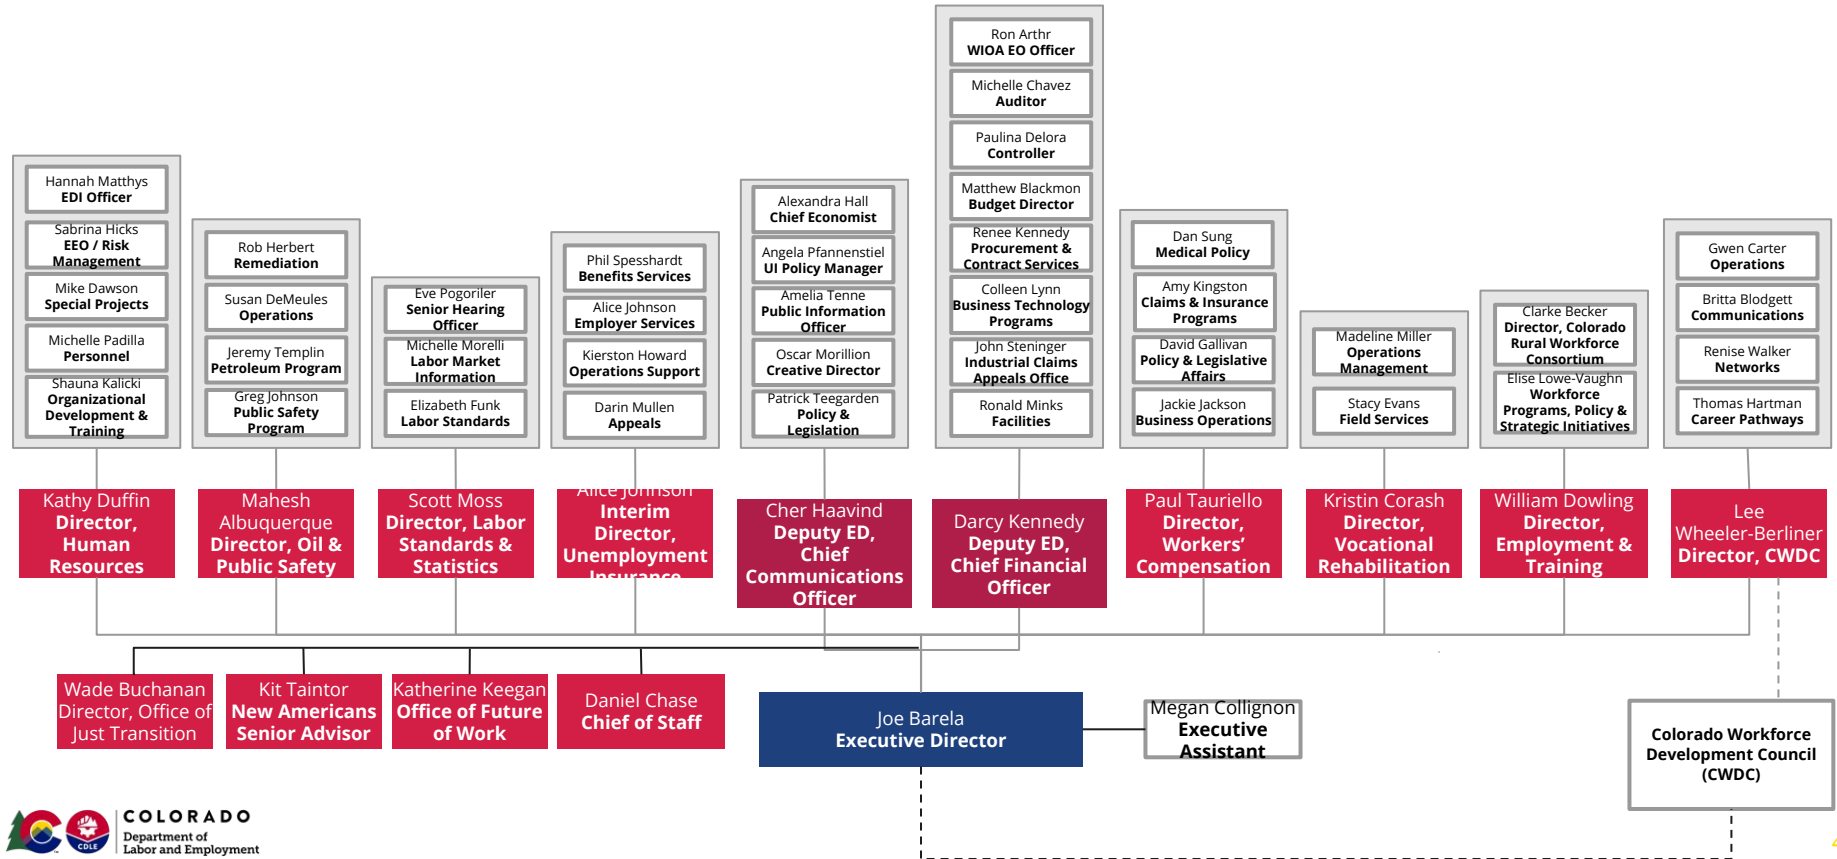 Ron Arthr
WIOA EO Officer
Michelle Chavez
Auditor
Paulina Delora
Controller
Matthew Blackmon
Budget Director
Renee Kennedy
Procurement &
Contract Services
Colleen Lynn
Business Technology
Programs
John Steninger
Industrial Claims
Appeals Office
Ronald Minks
Facilities
Hannah Matthys
EDI Officer
Sabrina Hicks
EEO / Risk
Management
Mike Dawson
Special Projects
Michelle Padilla
Personnel
Shauna Kalicki
Organizational
Development &
Training
Rob Herbert
Remediation
Susan DeMeules
Operations
Jeremy Templin
Petroleum Program
Greg Johnson
Public Safety
Program
Eve Pogoriler
Senior Hearing
Officer
Michelle Morelli
Labor Market
Information
Elizabeth Funk
Labor Standards
Phil Spesshardt
Benefits Services
Alice Johnson
Employer Services
Kierston Howard
Operations Support
Darin Mullen
Appeals
Alexandra Hall
Chief Economist
Angela Pfannenstiel
UI Policy Manager
Amelia Tenne
Public Information
Officer
Oscar Morillion
Creative Director
Patrick Teegarden
Policy &
Legislation
Dan Sung
Medical Policy
Amy Kingston
Claims & Insurance
Programs
David Gallivan
Policy & Legislative
Affairs
Jackie Jackson
Business Operations
Madeline Miller
Operations
Management
Stacy Evans
Field Services
Clarke Becker
Director, Colorado
Rural Workforce
Consortium
Elise Lowe-Vaughn
Workforce
Programs, Policy &
Strategic Initiatives
Gwen Carter
Operations
Britta Blodgett
Communications
Renise Walker
Networks
Thomas Hartman
Career Pathways
Kathy Duffin
Director,
Human
Resources
Mahesh
Albuquerque
Director, Oil &
Public Safety
Scott Moss
Director, Labor
Standards &
Statistics
Alice Johnson
Interim
Director,
Unemployment
Insurance
Cher Haavind
Deputy ED,
Chief
Communications
Officer
Darcy Kennedy
Deputy ED,
Chief Financial
Officer
Paul Tauriello
Director,
Workers’
Compensation
Kristin Corash
Director,
Vocational
Rehabilitation
William Dowling
Director,
Employment &
Training
Lee
Wheeler-Berliner
Director, CWDC
Wade Buchanan
Director, Office of
Just Transition
Kit Taintor
New Americans
Senior Advisor
Katherine Keegan
Office of Future
of Work
Daniel Chase
Chief of Staff
Joe Barela
Executive Director
Megan Collignon
Executive
Assistant
Colorado Workforce
Development Council
(CWDC)
CDLE
COLORADO
Department of
Labor and Employment